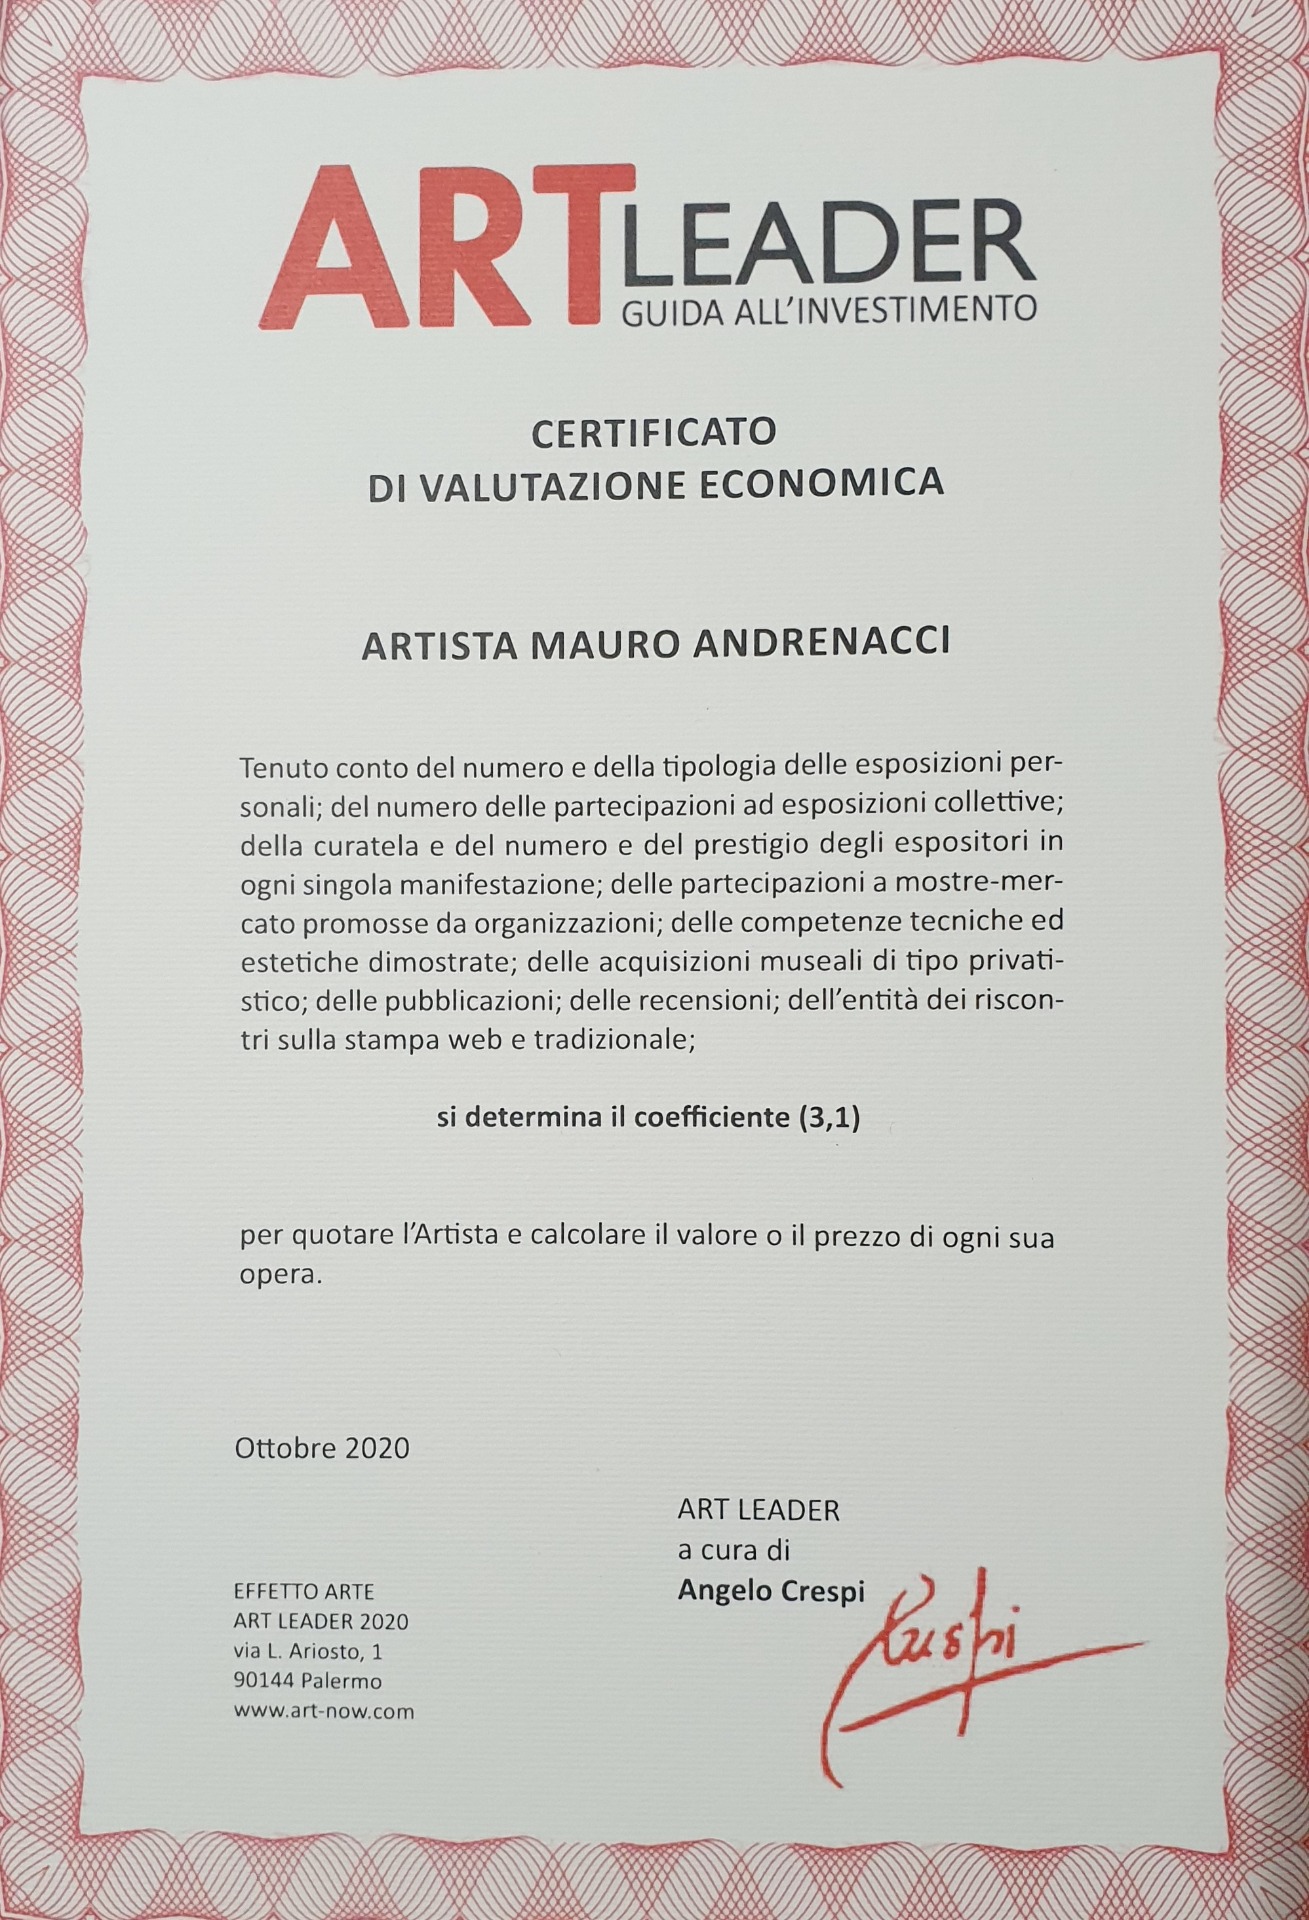 ARTLEADER
GUIDA ALL'INVESTIMENTO
CERTIFICATO
DI VALUTAZIONE ECONOMICA
ARTISTA MAURO ANDRENACCI
Tenuto conto del numero e della tipologia delle esposizioni per-
sonali; del numero delle partecipazioni ad esposizioni collettive;
della curatela e del numero e del prestigio degli espositori in
ogni singola manifestazione; delle partecipazioni a mostre-mer-
cato promosse da organizzazioni; delle competenze tecniche ed
estetiche dimostrate; delle acquisizioni museali di tipo privati-
stico; delle pubblicazioni; delle recensioni; dell'entità dei riscon-
tri sulla stampa web e tradizionale;
si determina il coefficiente (3,1)
per quotare l'Artista e calcolare il valore o il prezzo di ogni sua
opera.
Ottobre 2020
ART LEADER
a cura di
Angelo Crespi
Crespi
EFFETTO ARTE
ART LEADER 2020
via L. Ariosto, 1
90144 Palermo
www.art-now.com